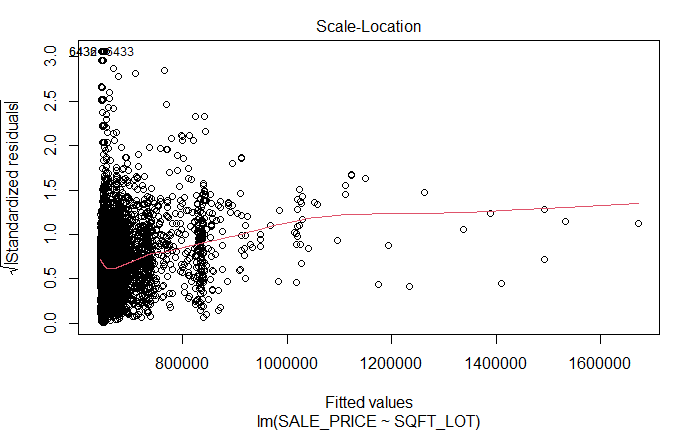 Scale-Location
√|Standardized residuals|
3.0
2.5
2.0
1.5
1.0
0.5
0.0
6433
800000 1000000 1200000 1400000 1600000
Fitted values
lm(SALE_PRICE ~ SQFT_LOT)